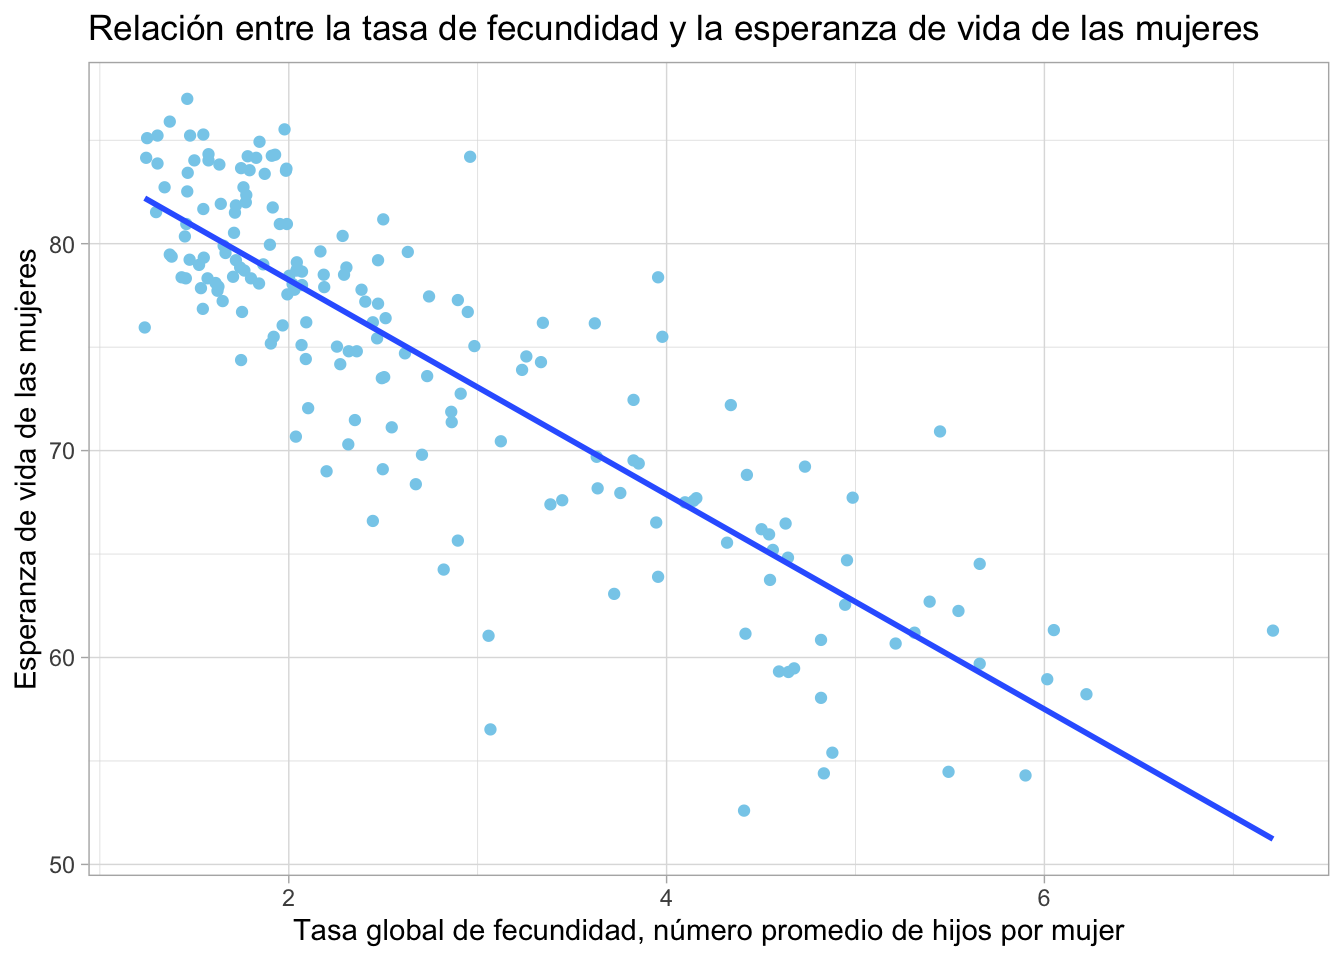 Relación entre la tasa de fecundidad y la esperanza de vida de las mujeres
Esperanza de vida de las mujeres
80
70
60
50
2 4 6
Tasa global de fecundidad, número promedio de hijos por mujer